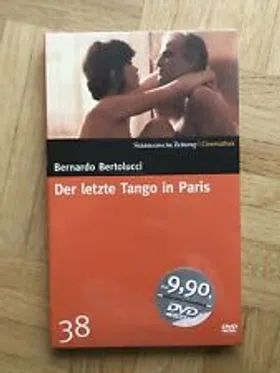 Süddeutsche Zeitung | Cinemathek
Bernardo Bertolucci
Der letzte Tango in Paris
9,90
DVD
38
DVD